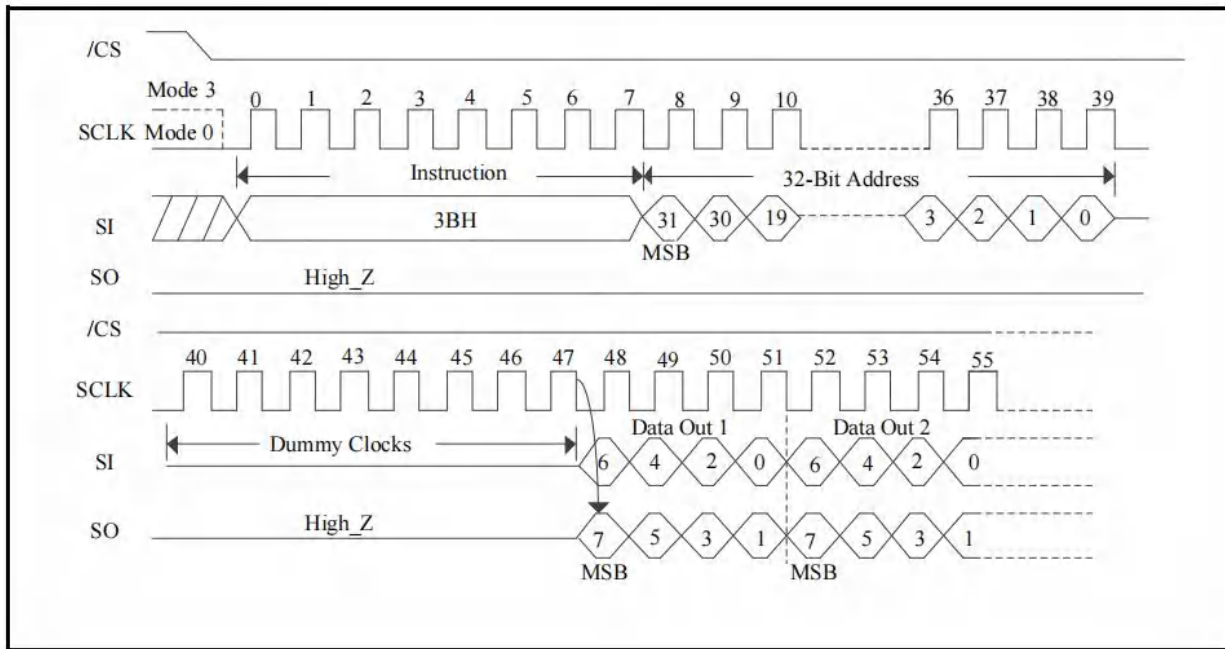 /CS
Mode 3
0 1 2 3 4 5 6 7 8 9 10 36 37 38 39
SCLK Mode 0
Instruction 32-Bit Address
SI 3BH 31 30 19 3 2 1 0
MSB
SO High_Z
/CS
40 41 42 43 44 45 46 47 48 49 50 51 52 53 54 55
SCLK
Dummy Clocks Data Out 1 Data Out 2
SI 6 4 2 0 6 4 2 0
SO High_Z 7 5 3 1 7 5 3 1
MSB MSB